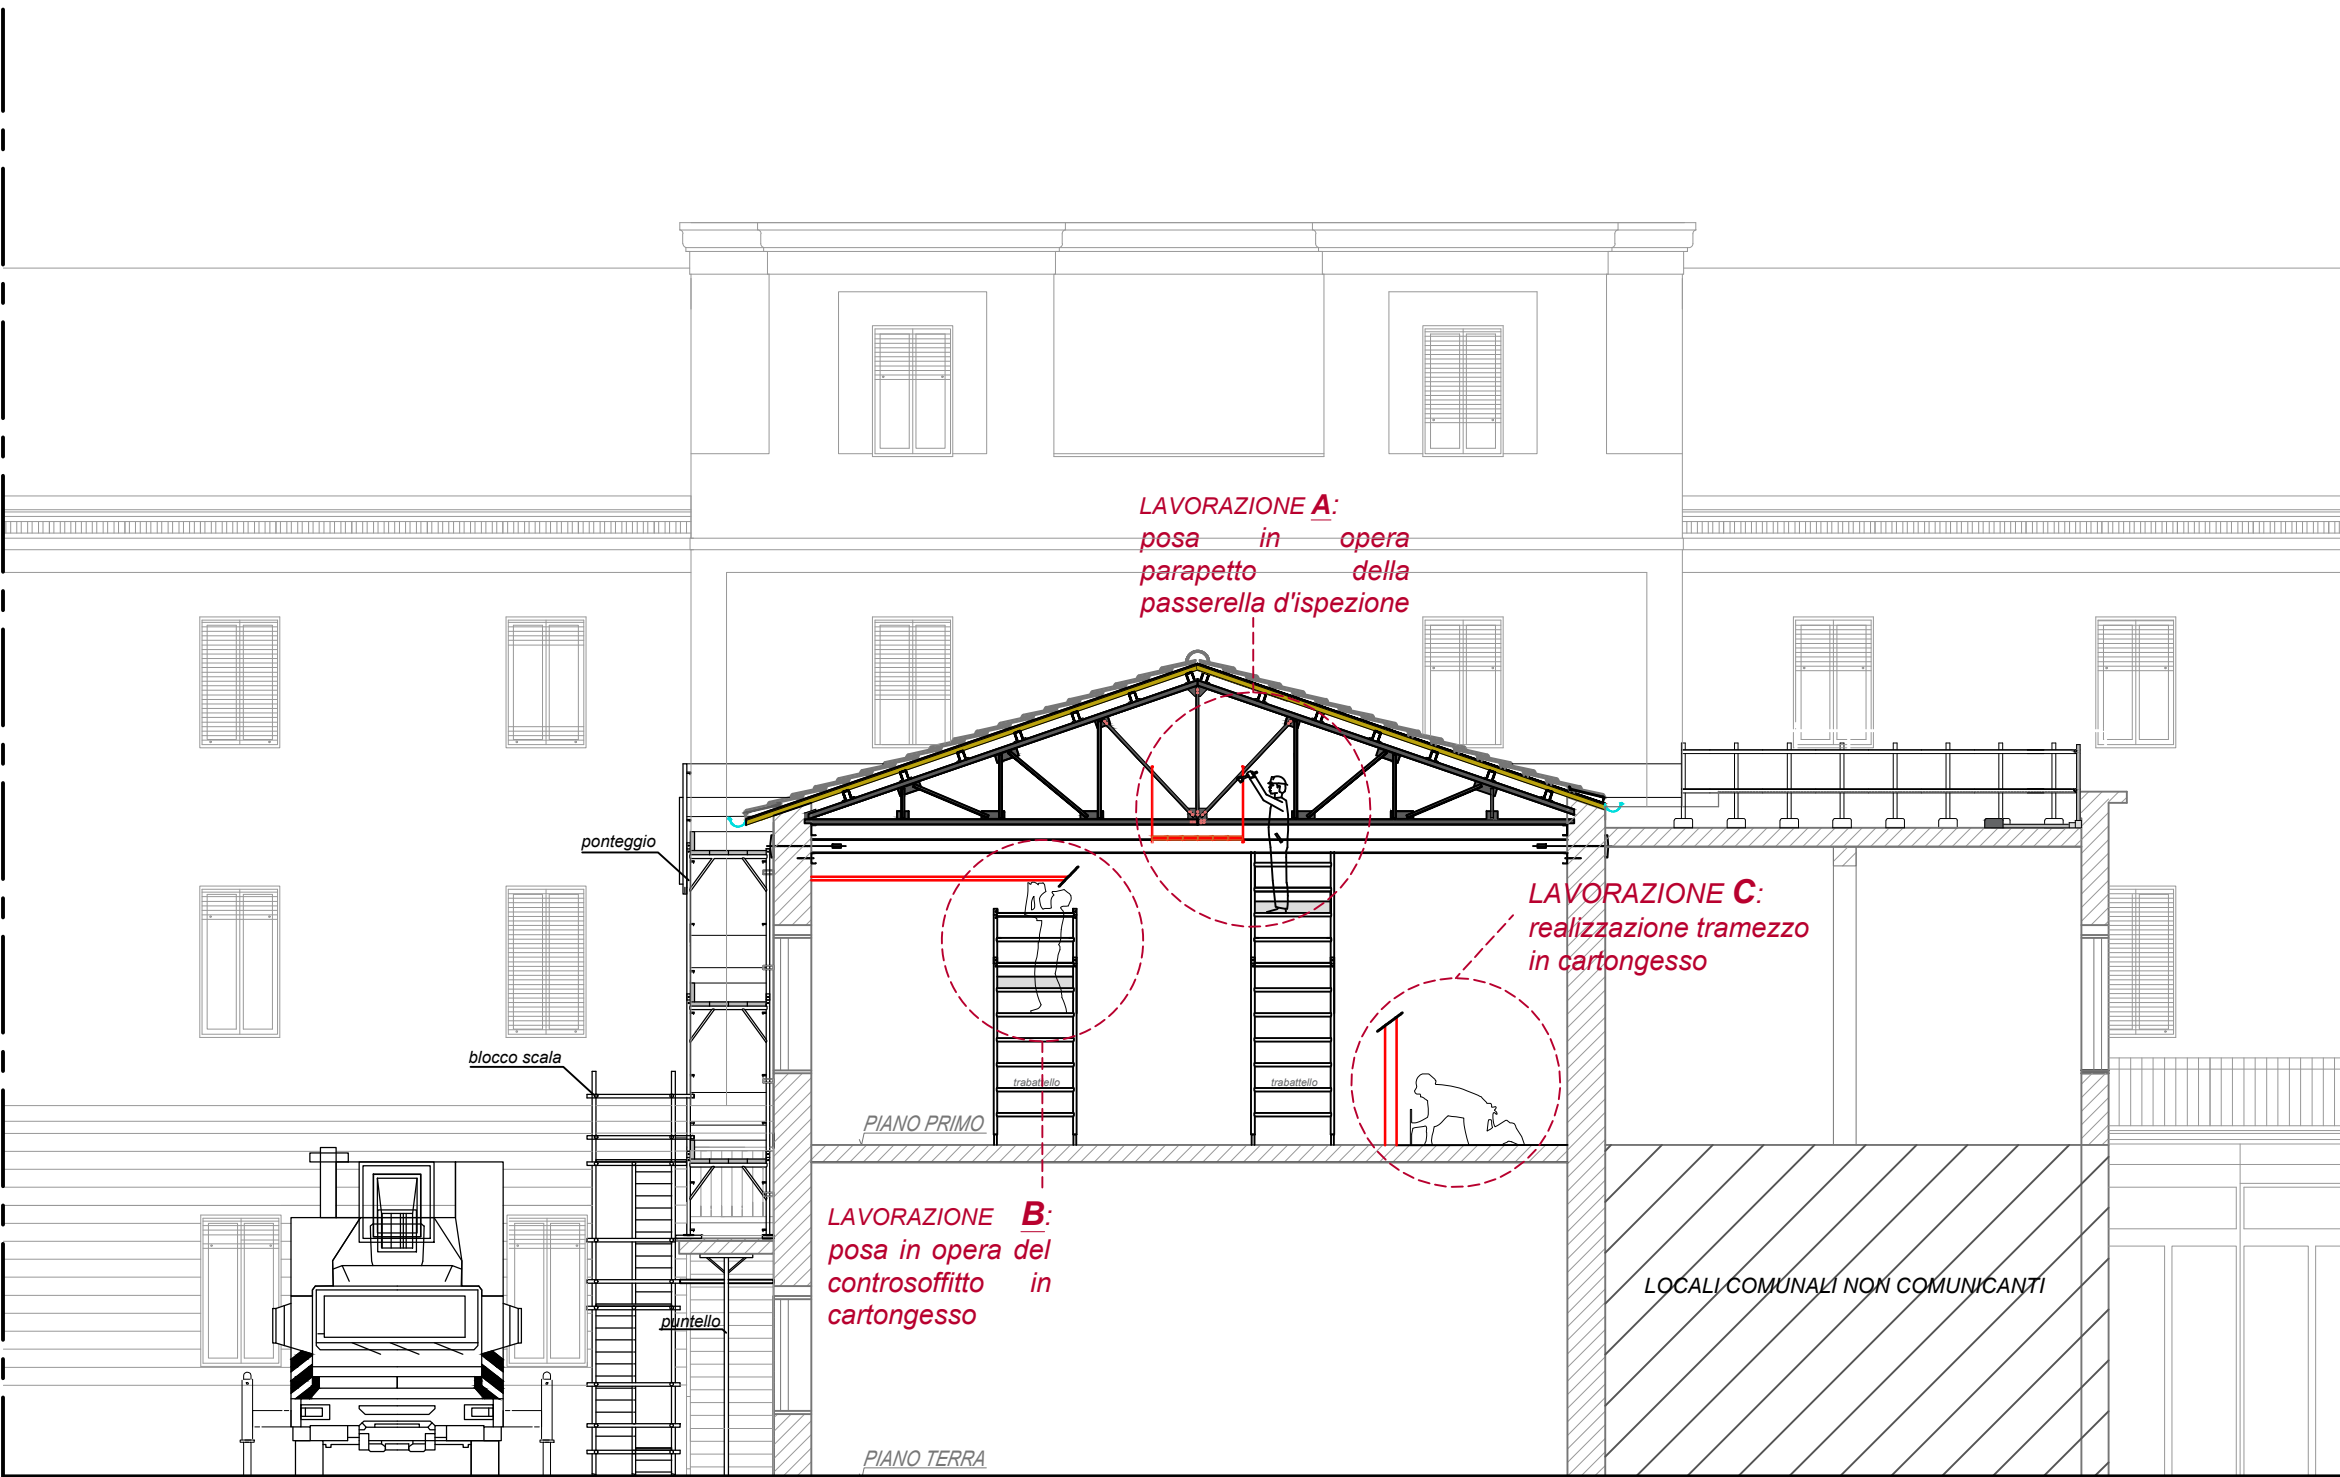 LAVORAZIONE A:
posa in opera
parapetto della
passerella d'ispezione
ponteggio
LAVORAZIONE C:
realizzazione tramezzo
in cartongesso
blocco scala
trabattello
trabattello
PIANO PRIMO
LAVORAZIONE B:
posa in opera del
controsoffitto in
cartongesso
LOCALI COMUNALI NON COMUNICANTI
puntello
PIANO TERRA